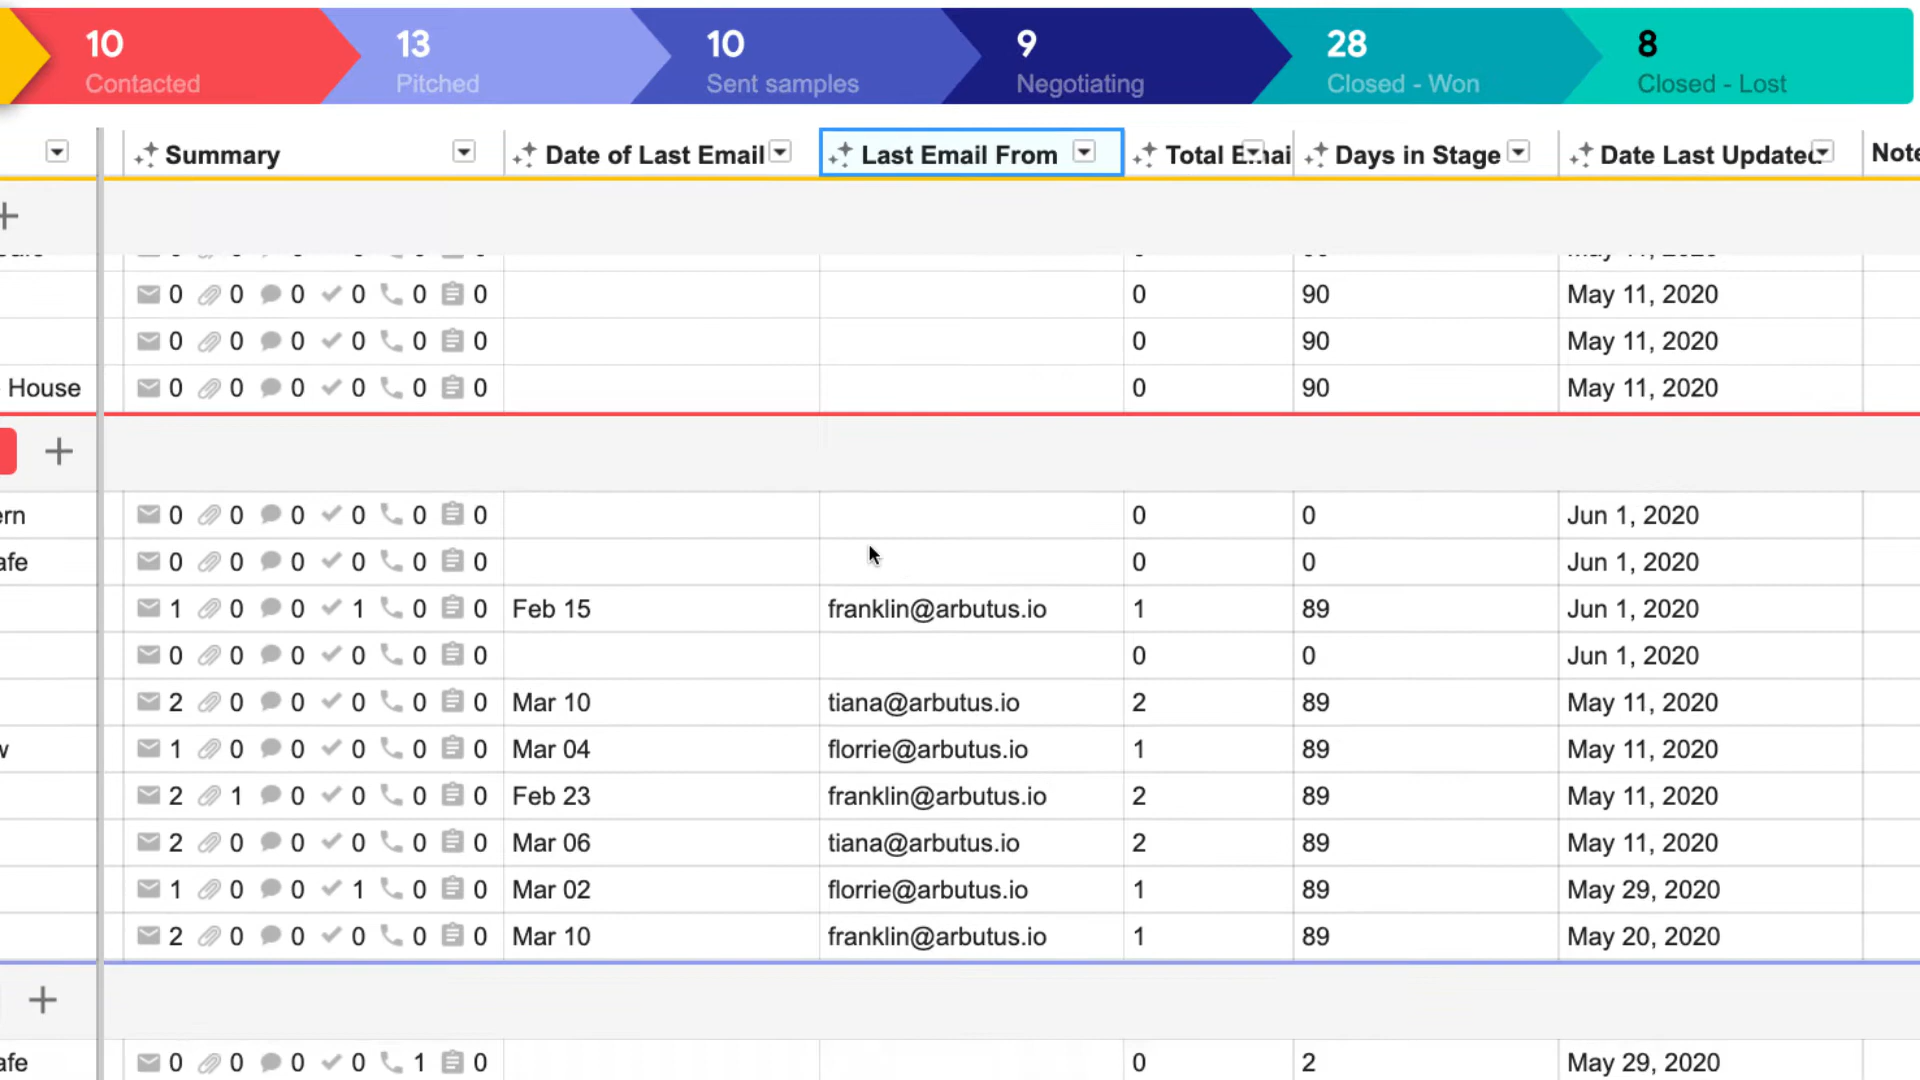 10 13 10 9 28 8
Contacted Pitched Sent samples Negotiating Closed - Won Closed - Lost
Summary Date of Last Email Last Email From Total Emai Days in Stage Date Last Updated Note
0 0 0 0 0 0 0 90 May 11, 2020
0 0 0 0 0 0 0 90 May 11, 2020
House 0 0 0 0 0 0 0 90 May 11, 2020
ern 0 0 0 0 0 0 0 0 Jun 1, 2020
afe 0 0 0 0 0 0 0 0 Jun 1, 2020
1 0 0 1 0 0 Feb 15 franklin@arbutus.io 1 89 Jun 1, 2020
0 0 0 0 0 0 0 0 Jun 1, 2020
2 0 0 0 0 0 Mar 10 tiana@arbutus.io 2 89 May 11, 2020
w 1 0 0 0 0 0 Mar 04 florrie@arbutus.io 1 89 May 11, 2020
2 1 0 0 0 0 Feb 23 franklin@arbutus.io 2 89 May 11, 2020
2 0 0 0 0 0 Mar 06 tiana@arbutus.io 2 89 May 11, 2020
1 0 0 1 0 0 Mar 02 florrie@arbutus.io 1 89 May 29, 2020
2 0 0 0 0 0 Mar 10 franklin@arbutus.io 1 89 May 20, 2020
afe 0 0 0 0 1 0 0 2 May 29, 2020